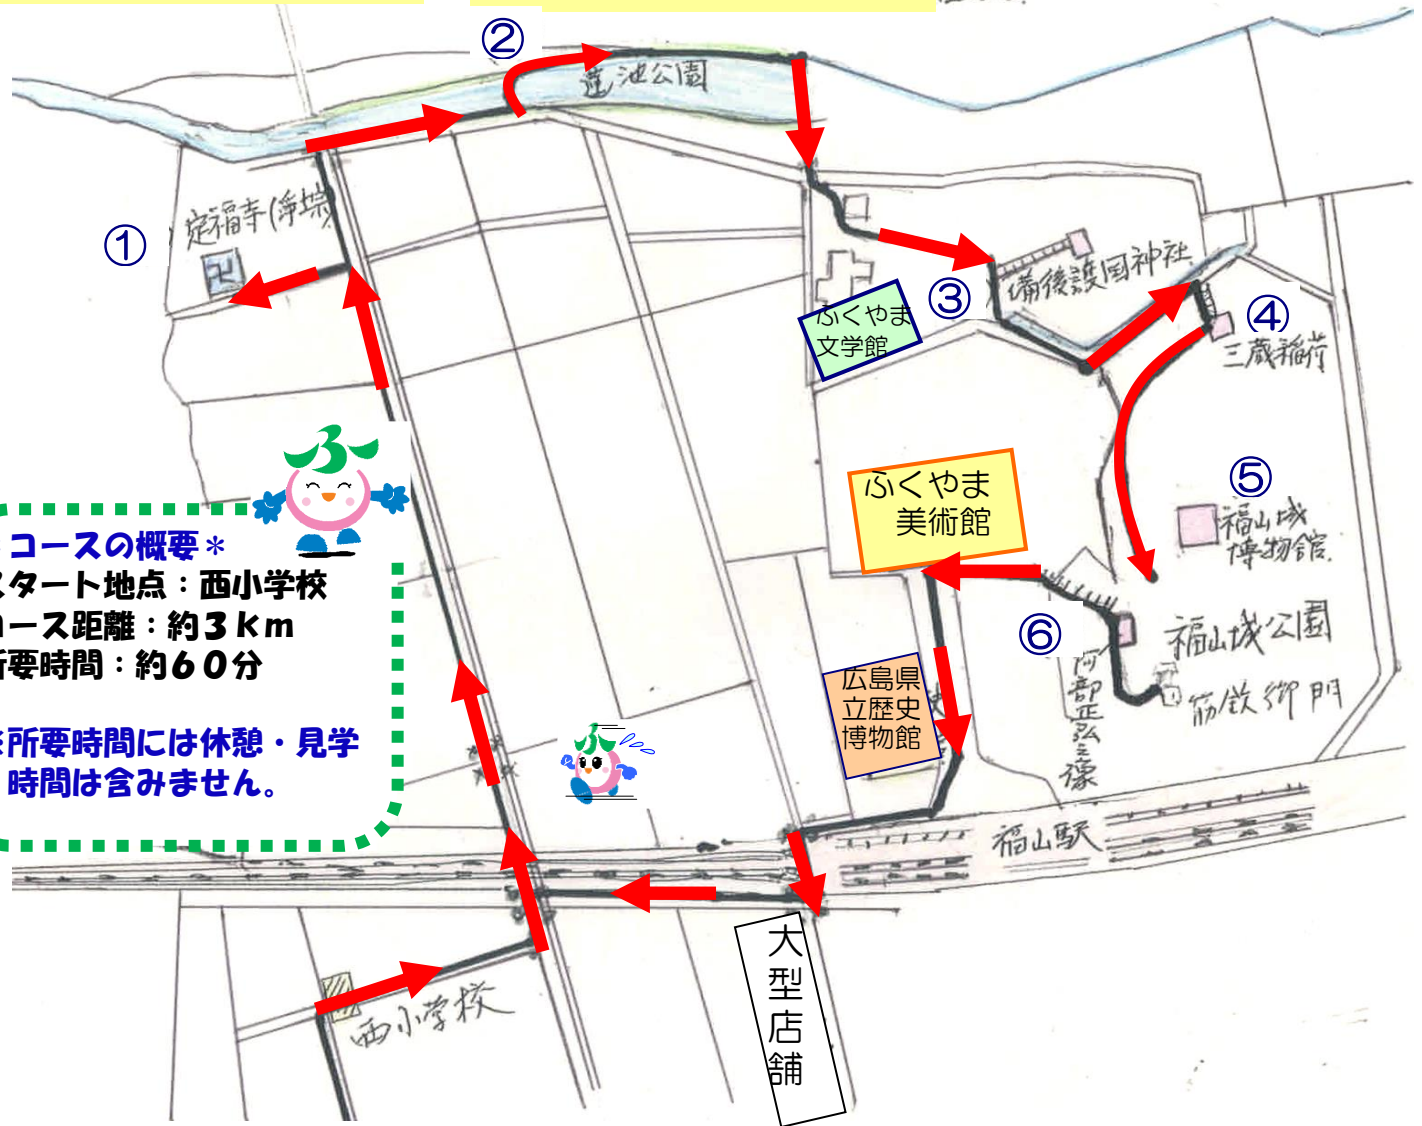 ②
蓮池公園
①
定福寺(浄土宗)
備後護国神社
③
④
三蔵稲荷
ふくやま
文学館
ふくやま
美術館
⑤
福山城
博物館
コースの概要＊
スタート地点：西小学校
コース距離：約３ｋｍ
所要時間：約６０分
※所要時間には休憩・見学
時間は含みません。
⑥
福山城公園
筋鉄御門
阿部正弘之像
広島県
立歴史
博物館
福山駅
大型店舗
西小学校